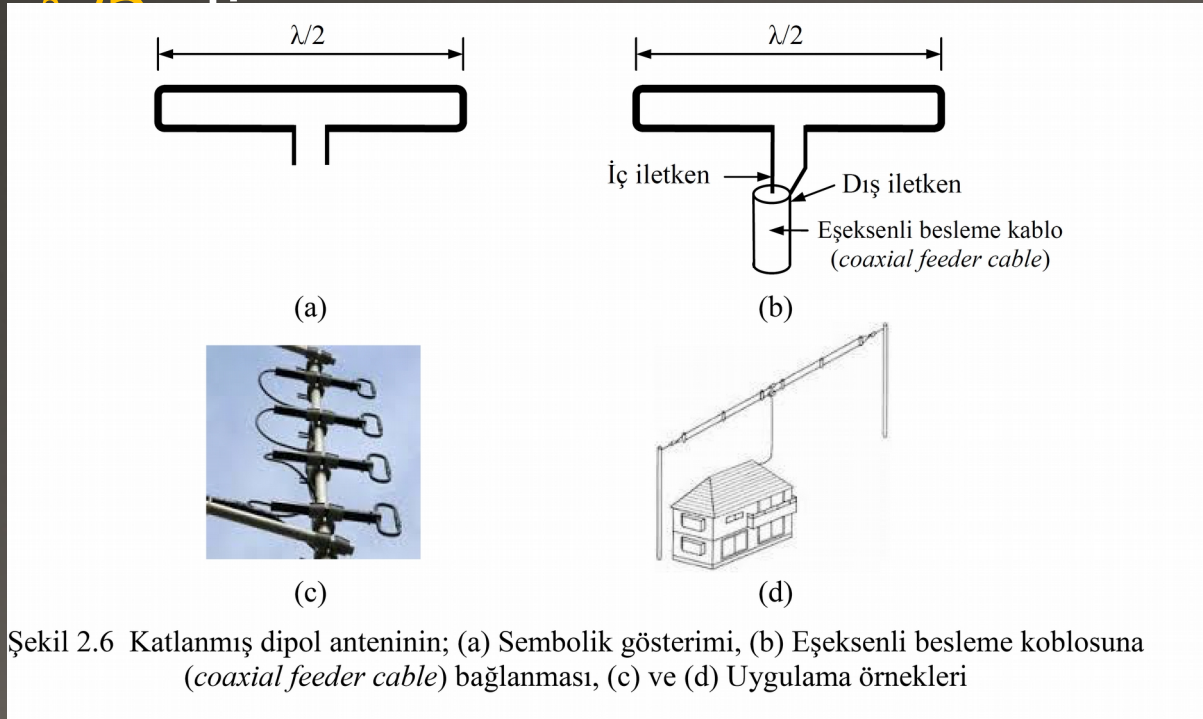 λ/2
λ/2
İç iletken
Dış iletken
Eşeksenli besleme kablo
(coaxial feeder cable)
(a)
(b)
(c)
(d)
Şekil 2.6 Katlanmış dipol anteninin; (a) Sembolik gösterimi, (b) Eşeksenli besleme koblosuna
(coaxial feeder cable) bağlanması, (c) ve (d) Uygulama örnekleri